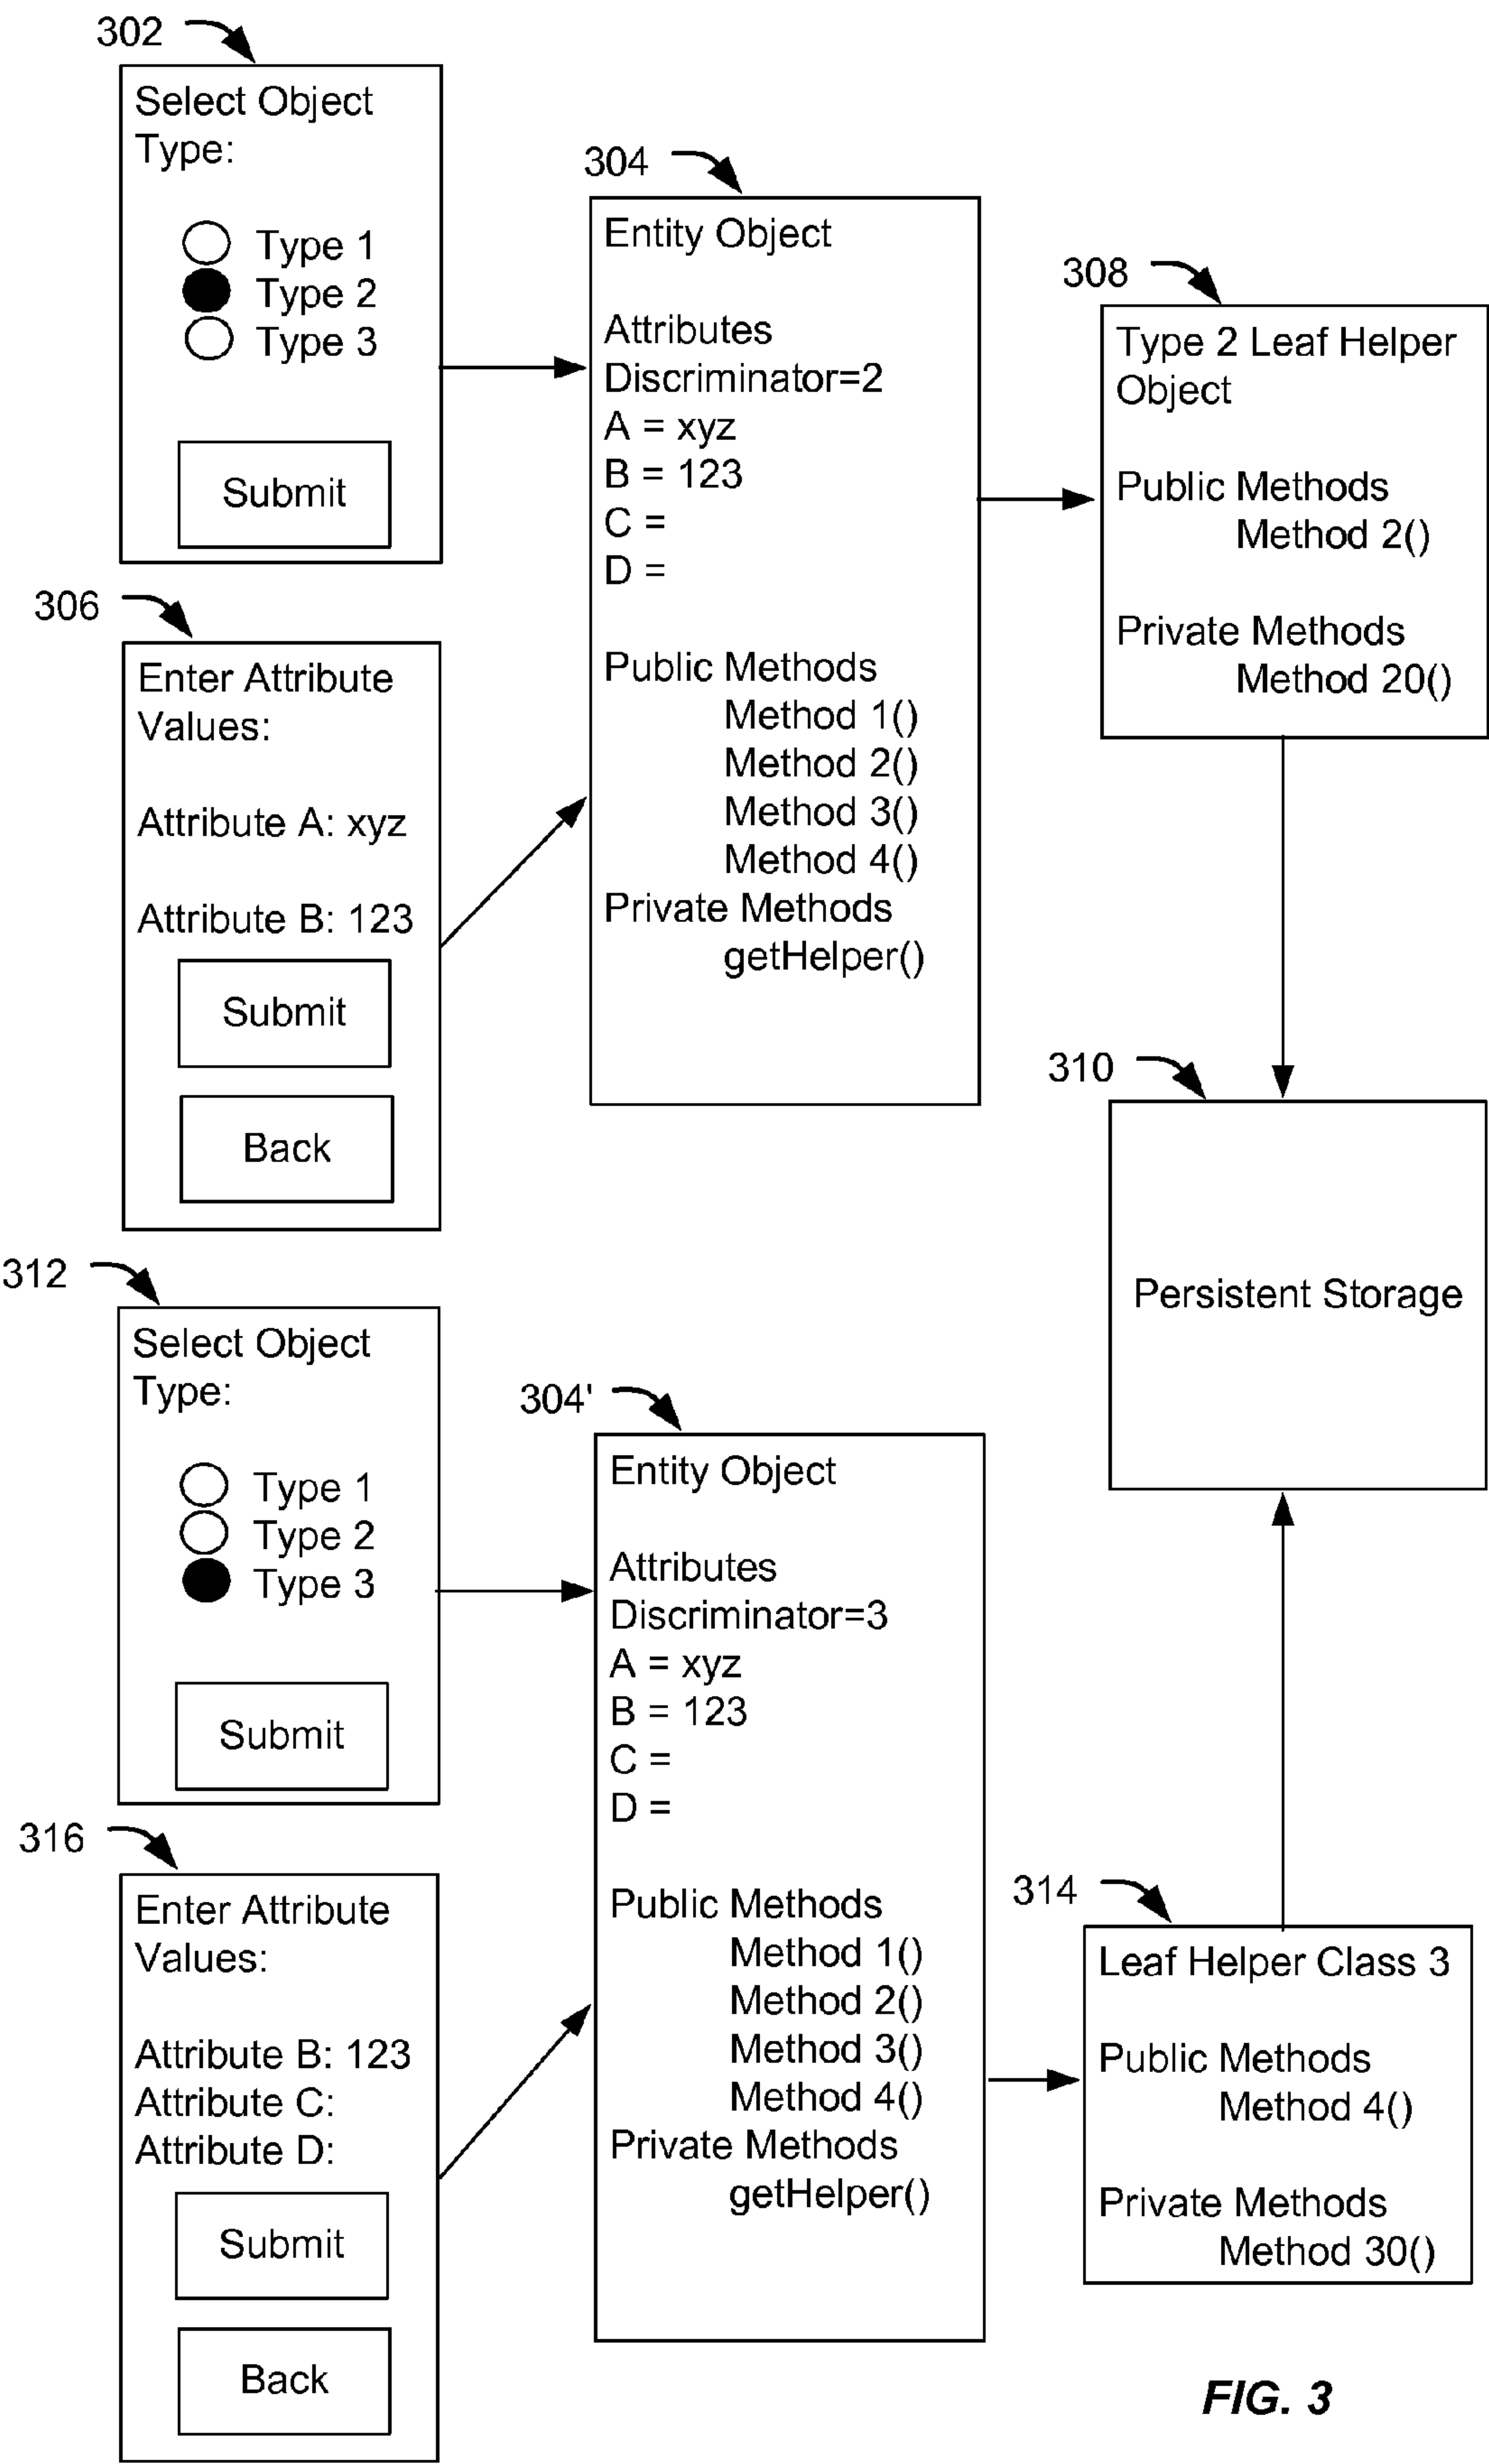 302
Select Object
Type:
Type 1
Type 2
Type 3
Submit
304
Entity Object
Attributes
Discriminator=2
A = xyz
B = 123
C =
D =
Public Methods
Method 1()
Method 2()
Method 3()
Method 4()
Private Methods
getHelper()
308
Type 2 Leaf Helper
Object
Public Methods
Method 2()
Private Methods
Method 20()
306
Enter Attribute
Values:
Attribute A: xyz
Attribute B: 123
Submit
Back
310
Persistent Storage
312
Select Object
Type:
Type 1
Type 2
Type 3
Submit
304'
Entity Object
Attributes
Discriminator=3
A = xyz
B = 123
C =
D =
Public Methods
Method 1()
Method 2()
Method 3()
Method 4()
Private Methods
getHelper()
316
Enter Attribute
Values:
Attribute B: 123
Attribute C:
Attribute D:
Submit
Back
314
Leaf Helper Class 3
Public Methods
Method 4()
Private Methods
Method 30()
FIG. 3